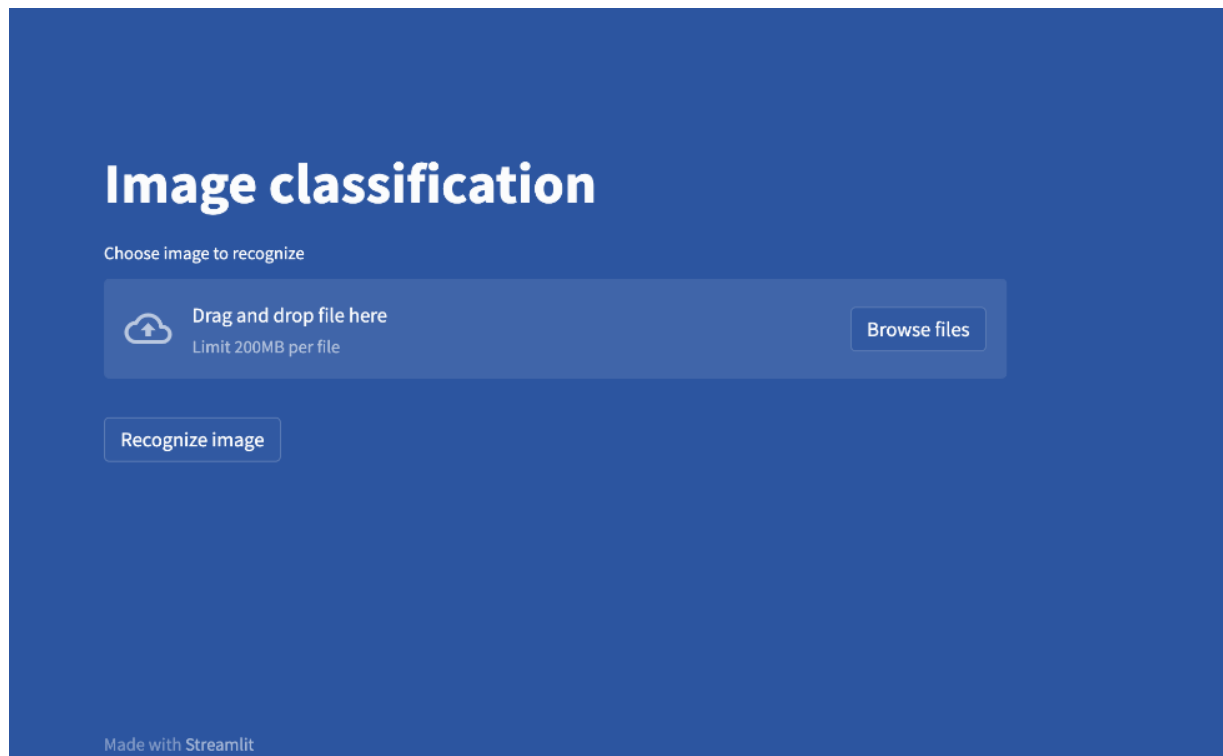 Image classification
Choose image to recognize
Drag and drop file here
Limit 200MB per file
Browse files
Recognize image
Made with Streamlit